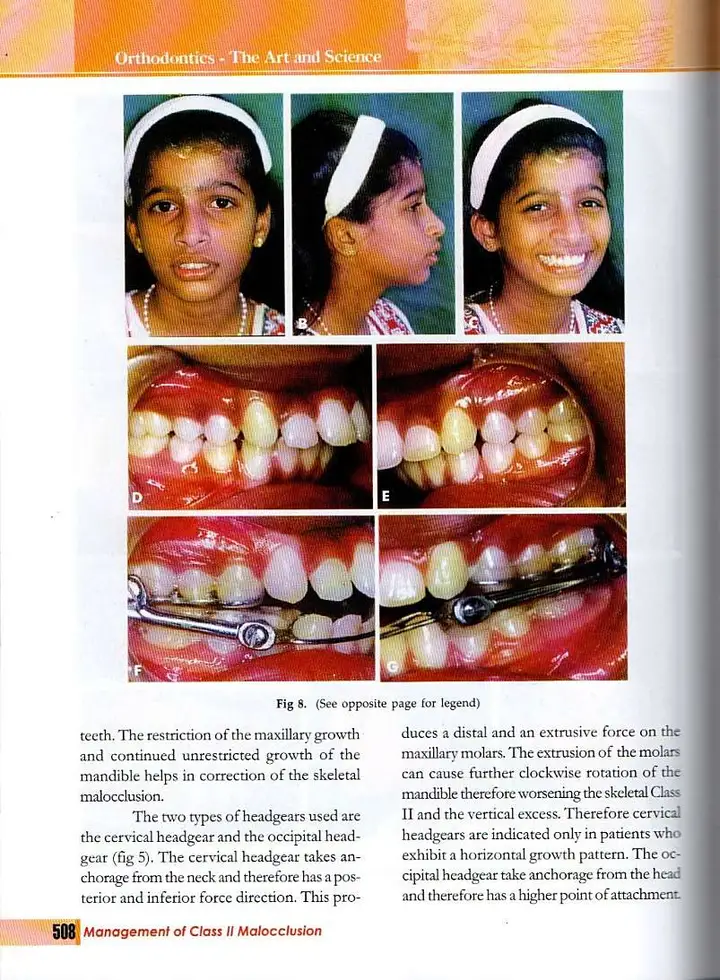 Orthodontics - The Art and Science
B
C
D
E
F
G
Fig 8. (See opposite page for legend)
teeth. The restriction of the maxillary growth
and continued unrestricted growth of the
mandible helps in correction of the skeletal
malocclusion.
The two types of headgears used are
the cervical headgear and the occipital head-
gear (fig 5). The cervical headgear takes an-
chorage from the neck and therefore has a pos-
terior and inferior force direction. This pro-
duces a distal and an extrusive force on the
maxillary molars. The extrusion of the molars
can cause further clockwise rotation of the
mandible therefore worsening the skeletal Class
II and the vertical excess. Therefore cervical
headgears are indicated only in patients who
exhibit a horizontal growth pattern. The oc-
cipital headgear take anchorage from the head
and therefore has a higher point of attachment.
508 Management of Class II Malocclusion